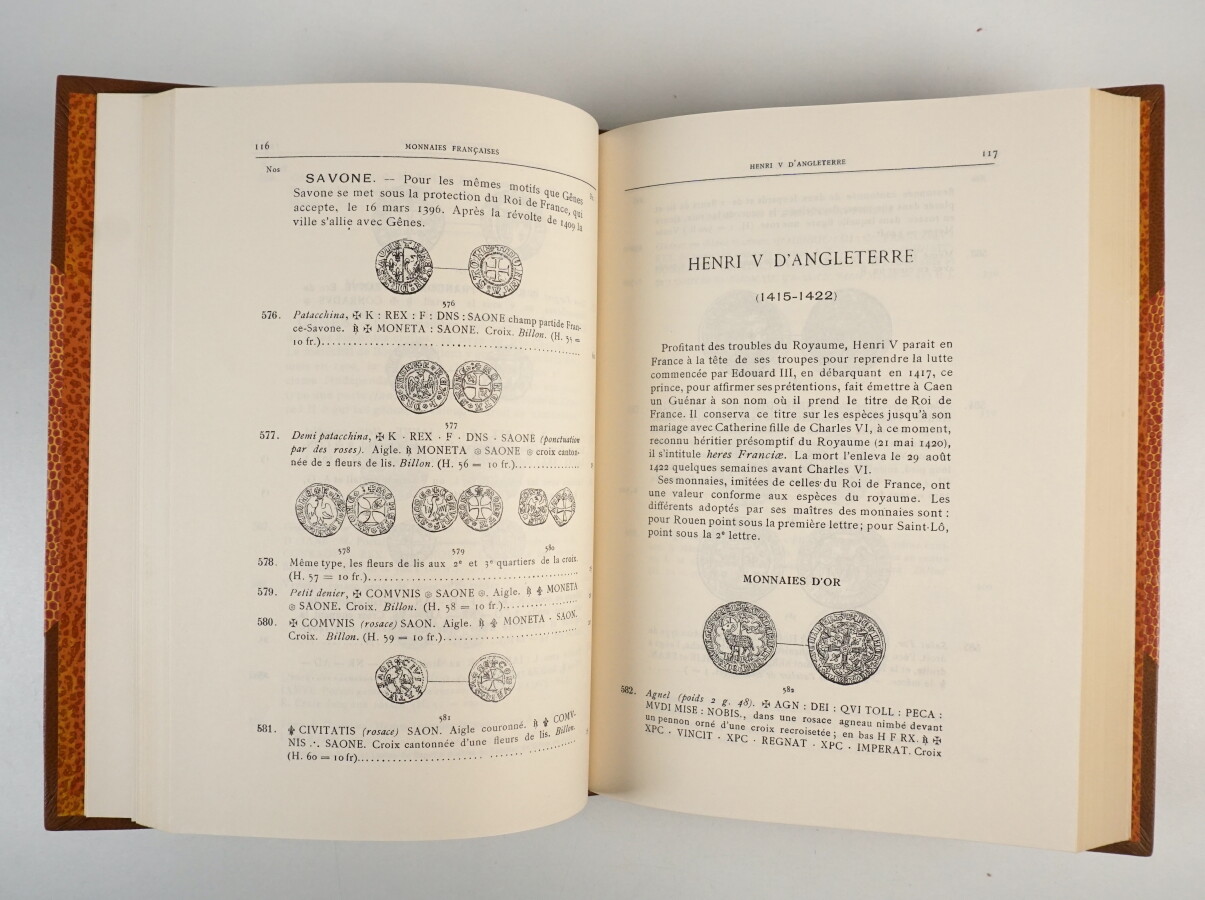 116 MONNAIES FRANÇAISES
Nos
SAVONE. — Pour les mêmes motifs que Gênes
Savone se met sous la protection du Roi de France, qui
accepte, le 16 mars 1396. Après la révolte de 1409 la
ville s'allie avec Gênes.
576
576. Patacchina, ✠ K : REX : F : DNS : SAONE champ partide Fran-
ce-Savone. ℟ ✠ MONETA : SAONE. Croix. Billon. (H. 55 =
10 fr.)
577
577. Demi patacchina, ✠ K · REX · F · DNS · SAONE (ponctuation
par des roses). Aigle. ℟ MONETA ⊚ SAONE ⊚ croix canton-
née de 2 fleurs de lis. Billon. (H. 56 = 10 fr.)
578 579 580
578. Même type, les fleurs de lis aux 2e et 3e quartiers de la croix.
(H. 57 = 10 fr.)
579. Petit denier, ✠ COMVNIS ⊚ SAONE ⊚. Aigle. ℟ ⚜ MONETA
⊚ SAONE. Croix. Billon. (H. 58 = 10 fr.)
580. ✠ COMVNIS (rosace) SAON. Aigle. ℟ ⚜ MONETA · SAON.
Croix. Billon. (H. 59 = 10 fr.)
581
581. ⚜ CIVITATIS (rosace) SAON. Aigle couronné. ℟ ⚜ COMV-
NIS ∴ SAONE. Croix cantonnée d'une fleurs de lis. Billon.
(H. 60 = 10fr)
HENRI V D'ANGLETERRE 117
HENRI V D'ANGLETERRE
(1415-1422)
Profitant des troubles du Royaume, Henri V parait en
France à la tête de ses troupes pour reprendre la lutte
commencée par Edouard III, en débarquant en 1417, ce
prince, pour affirmer ses prétentions, fait émettre à Caen
un Guénar à son nom où il prend le titre de Roi de
France. Il conserva ce titre sur les espèces jusqu'à son
mariage avec Catherine fille de Charles VI, à ce moment,
reconnu héritier présomptif du Royaume (21 mai 1420),
il s'intitule heres Franciæ. La mort l'enleva le 29 août
1422 quelques semaines avant Charles VI.
Ses monnaies, imitées de celles du Roi de France, ont
une valeur conforme aux espèces du royaume. Les
différents adoptés par ses maîtres des monnaies sont :
pour Rouen point sous la première lettre; pour Saint-Lô,
point sous la 2e lettre.
MONNAIES D'OR
582
582. Agnel (poids 2 g. 48). ✠ AGN : DEI : QVI TOLL : PECA :
MVDI MISE : NOBIS., dans une rosace agneau nimbé devant
un pennon orné d'une croix recroisetée; en bas H F RX. ℟ ✠
XPC · VINCIT · XPC · REGNAT · XPC · IMPERAT. Croix